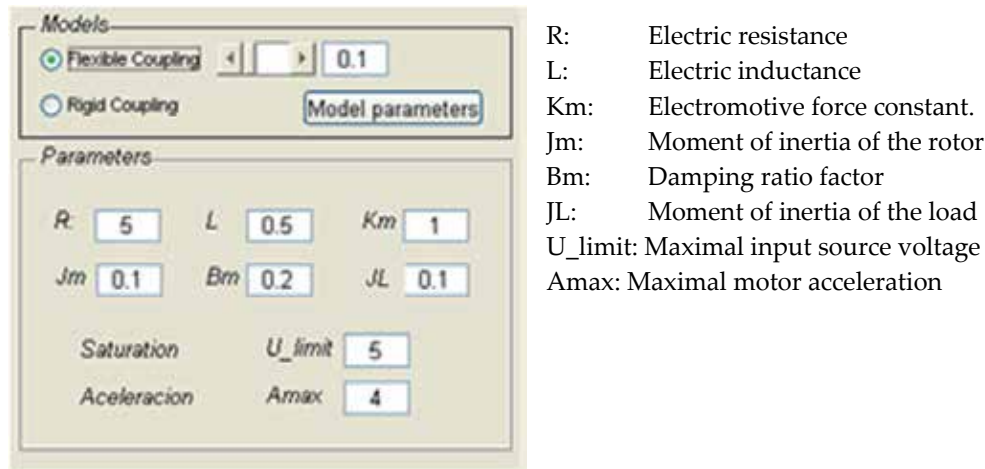 Models
Flexible Coupling 0.1
Rigid Coupling Model parameters
Parameters
R: 5 L 0.5 Km 1
Jm 0.1 Bm 0.2 JL 0.1
Saturation U_limit 5
Aceleracion Amax 4
R: Electric resistance
L: Electric inductance
Km: Electromotive force constant.
Jm: Moment of inertia of the rotor
Bm: Damping ratio factor
JL: Moment of inertia of the load
U_limit: Maximal input source voltage
Amax: Maximal motor acceleration